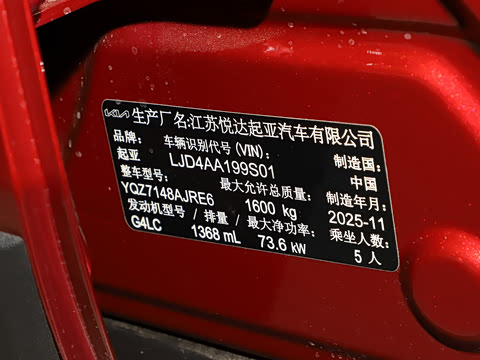 KIA 生产厂名:江苏悦达起亚汽车有限公司
品牌: 车辆识别代号(VIN): 制造国:
起亚 LJD4AA199S01 中国
整车型号: 最大允许总质量: 制造年月:
YQZ7148AJRE6 1600 kg 2025-11
发动机型号/排量/最大净功率: 乘坐人数:
G4LC 1368 mL 73.6 kW 5 人